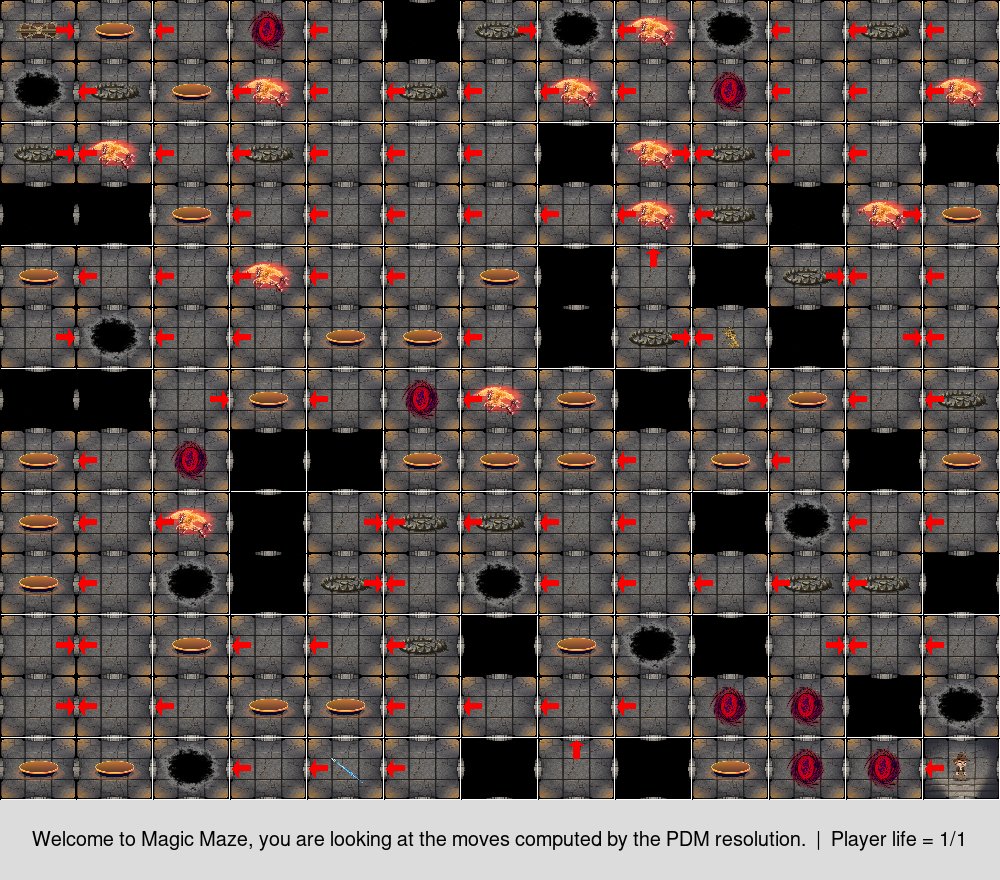 Welcome to Magic Maze, you are looking at the moves computed by the PDM resolution. | Player life = 1/1